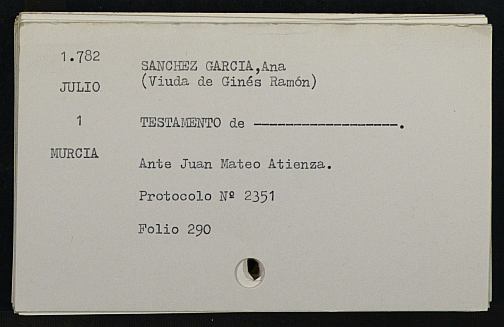 1.782
JULIO
1
MURCIA
SANCHEZ GARCIA,Ana
(Viuda de Ginés Ramón)
TESTAMENTO de ------------------.
Ante Juan Mateo Atienza.
Protocolo Nº 2351
Folio 290